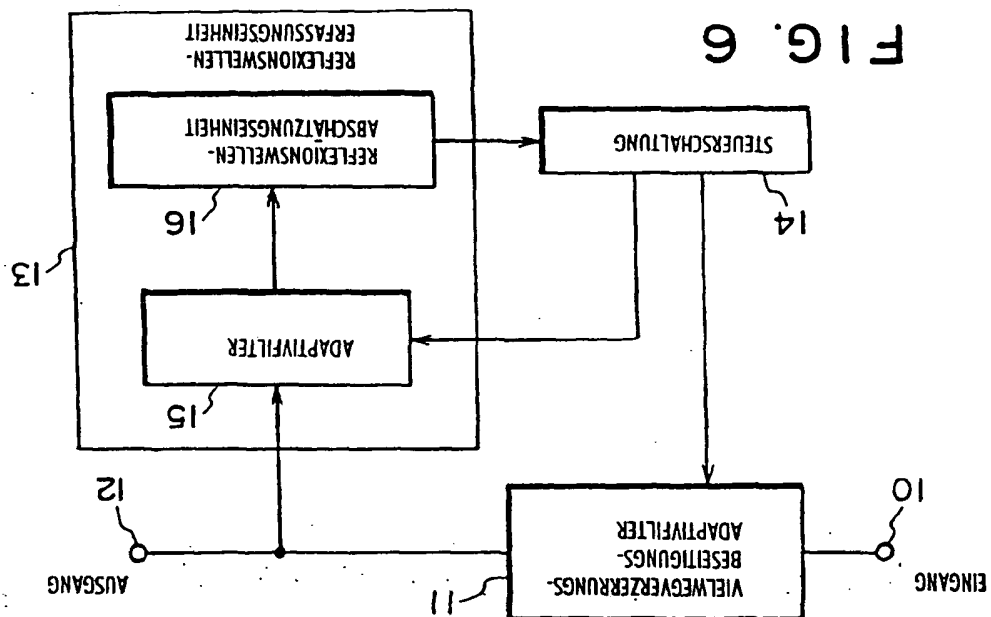 EINGANG
10
11
VIELWEGVERZERRUNGS-
BESEITIGUNGS-
ADAPTIVFILTER
AUSGANG
12
15
ADAPTIVFILTER
13
14
STEUERSCHALTUNG
16
REFLEXIONSWELLEN-
ABSCHÄTZUNGSEINHEIT
REFLEXIONSWELLEN-
ERFASSUNGSEINHEIT
FIG. 6